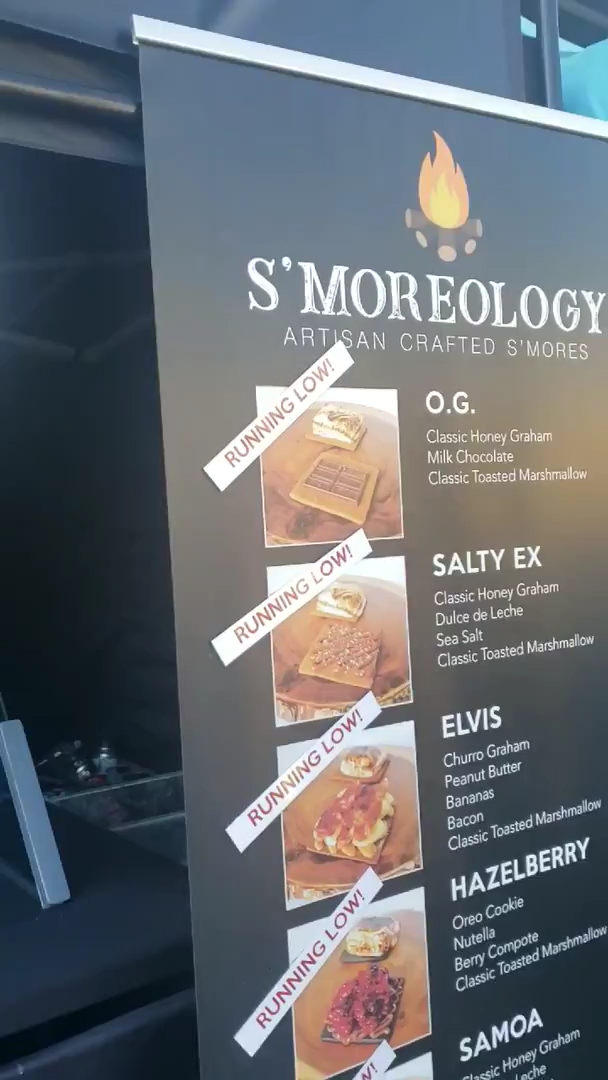 S'MOREOLOGY
ARTISAN CRAFTED S'MORES
RUNNING LOW!
O.G.
Classic Honey Graham
Milk Chocolate
Classic Toasted Marshmallow
RUNNING LOW!
SALTY EX
Classic Honey Graham
Dulce de Leche
Sea Salt
Classic Toasted Marshmallow
RUNNING LOW!
ELVIS
Churro Graham
Peanut Butter
Bananas
Bacon
Classic Toasted Marshmallow
RUNNING LOW!
HAZELBERRY
Oreo Cookie
Nutella
Berry Compote
Classic Toasted Marshmallow
SAMOA
Classic Honey Graham
Leche